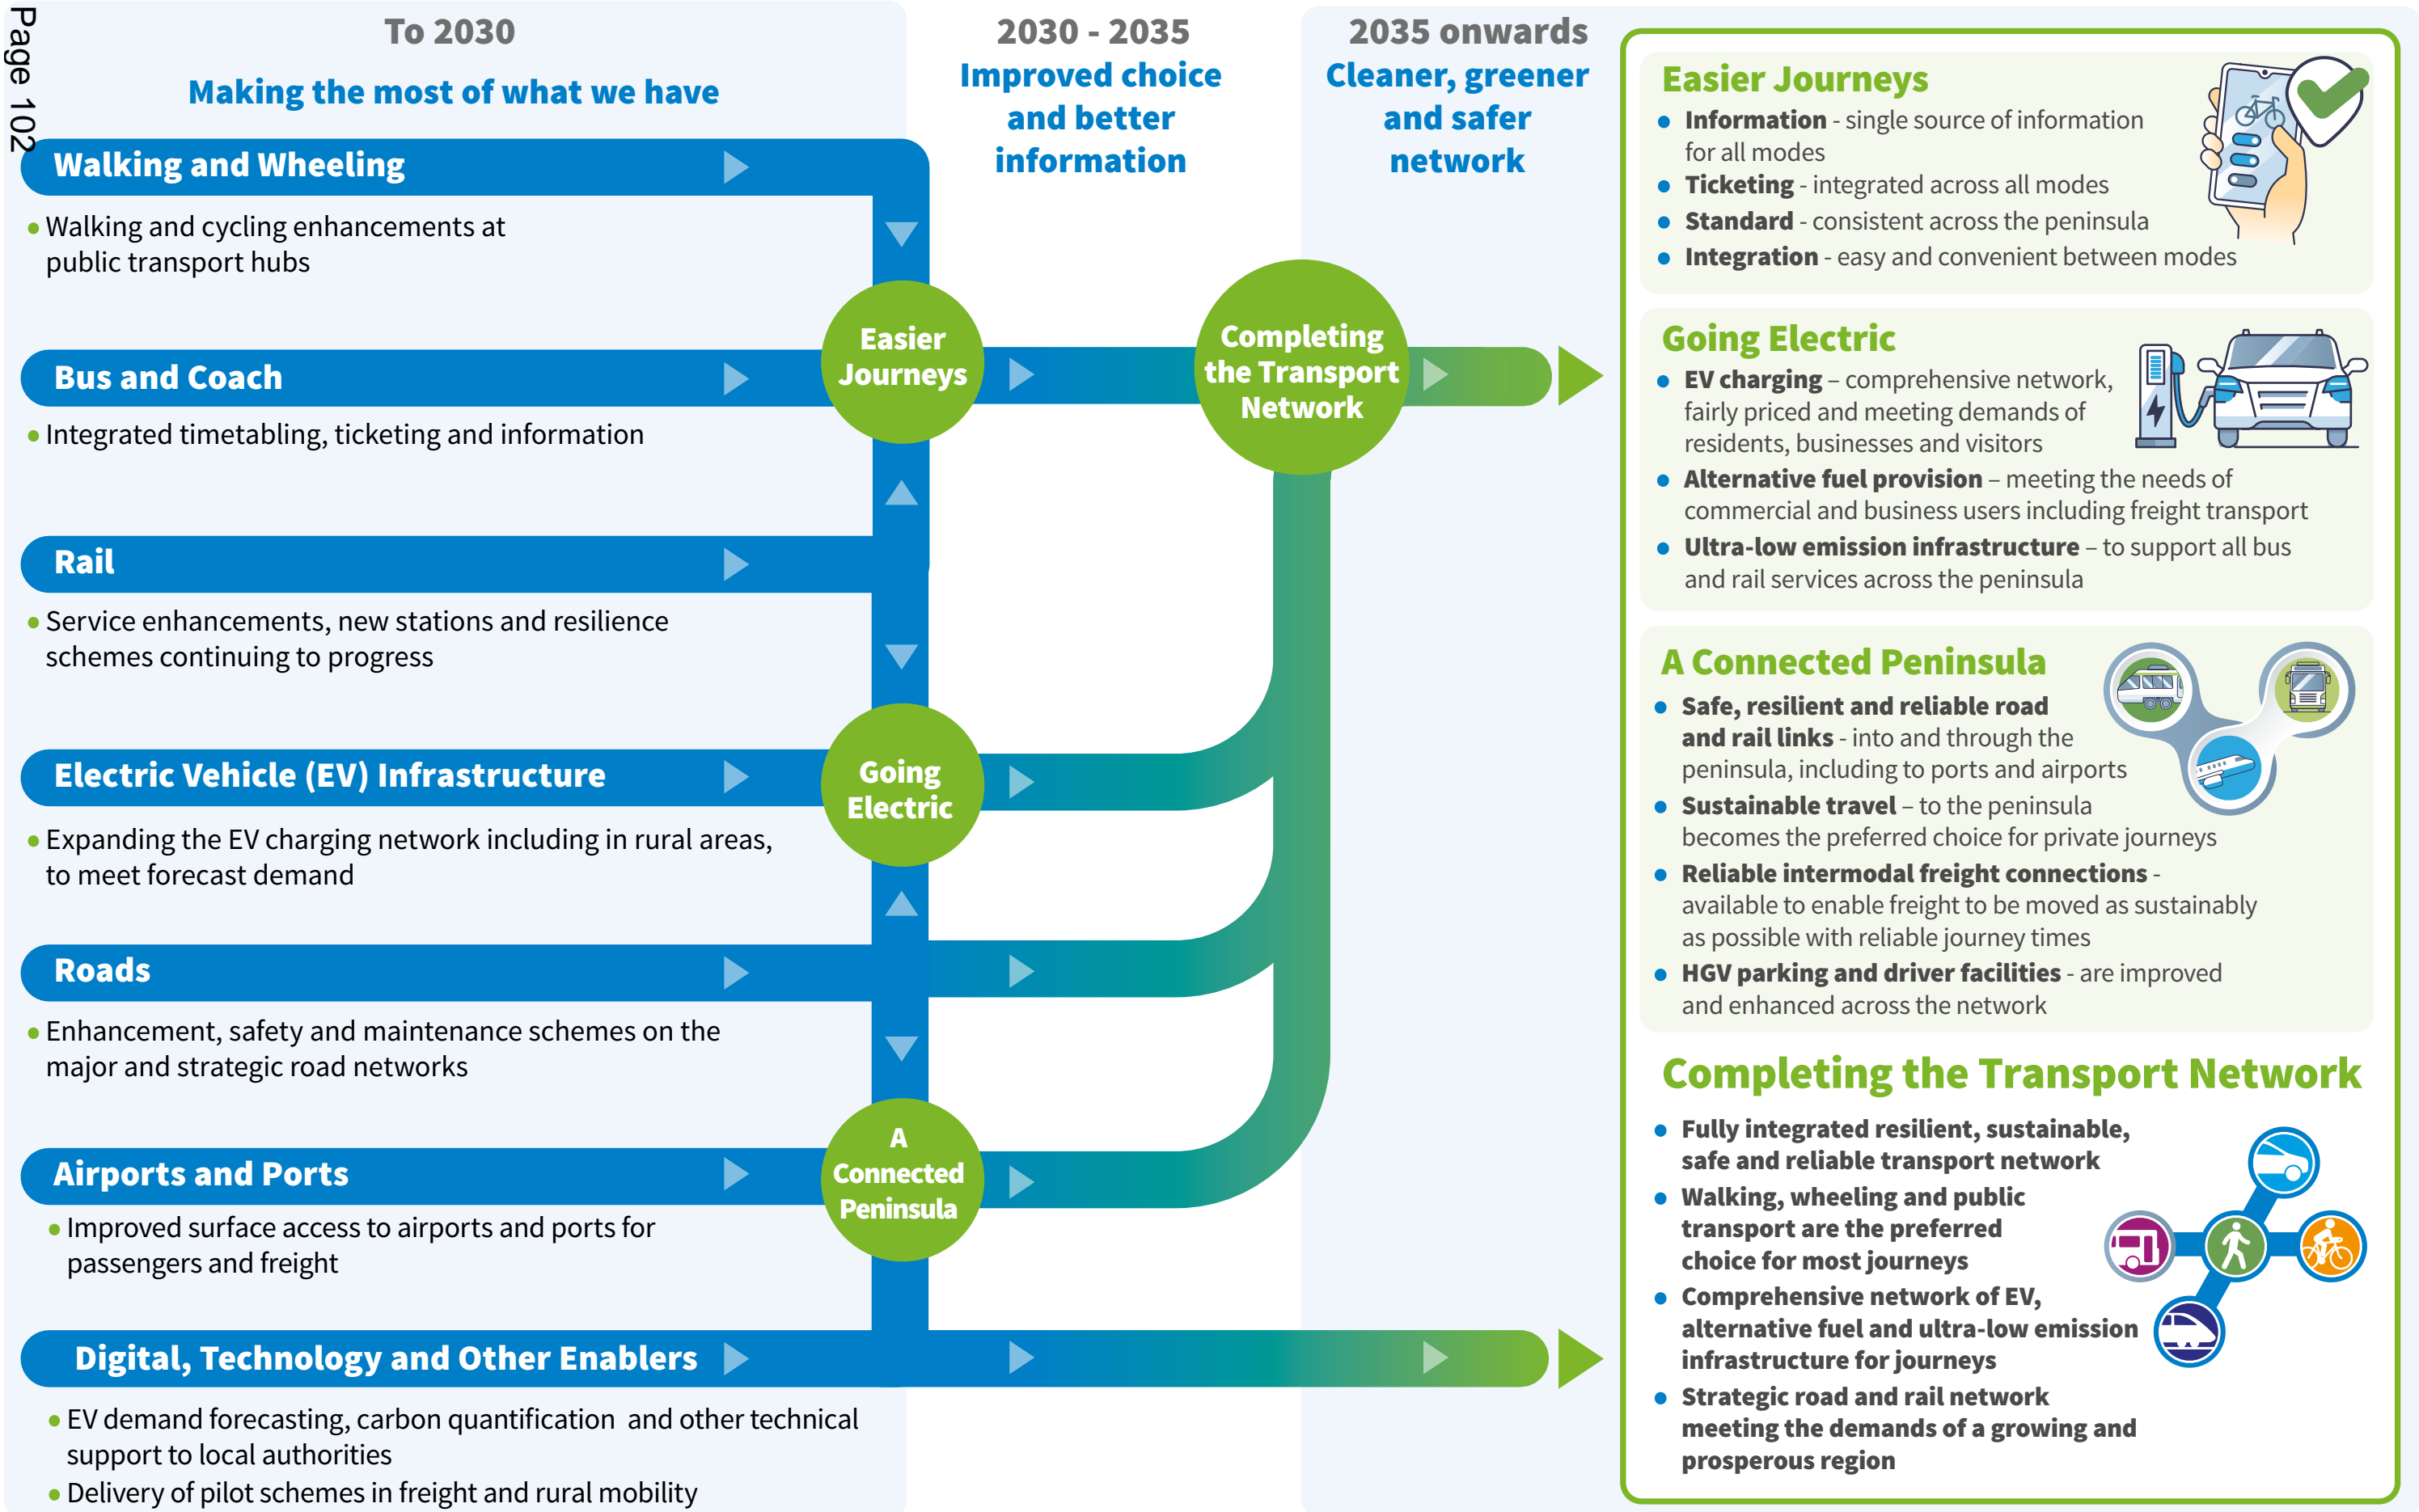 Page 102
To 2030
Making the most of what we have
2030 - 2035
Improved choice
and better
information
2035 onwards
Cleaner, greener
and safer
network
Walking and Wheeling
• Walking and cycling enhancements at
public transport hubs
Bus and Coach
• Integrated timetabling, ticketing and information
Rail
• Service enhancements, new stations and resilience
schemes continuing to progress
Electric Vehicle (EV) Infrastructure
• Expanding the EV charging network including in rural areas,
to meet forecast demand
Roads
• Enhancement, safety and maintenance schemes on the
major and strategic road networks
Airports and Ports
• Improved surface access to airports and ports for
passengers and freight
Digital, Technology and Other Enablers
• EV demand forecasting, carbon quantification and other technical
support to local authorities
• Delivery of pilot schemes in freight and rural mobility
Easier
Journeys
Going
Electric
A
Connected
Peninsula
Completing
the Transport
Network
Easier Journeys
• Information - single source of information
for all modes
• Ticketing - integrated across all modes
• Standard - consistent across the peninsula
• Integration - easy and convenient between modes
Going Electric
• EV charging – comprehensive network,
fairly priced and meeting demands of
residents, businesses and visitors
• Alternative fuel provision – meeting the needs of
commercial and business users including freight transport
• Ultra-low emission infrastructure – to support all bus
and rail services across the peninsula
A Connected Peninsula
• Safe, resilient and reliable road
and rail links - into and through the
peninsula, including to ports and airports
• Sustainable travel – to the peninsula
becomes the preferred choice for private journeys
• Reliable intermodal freight connections -
available to enable freight to be moved as sustainably
as possible with reliable journey times
• HGV parking and driver facilities - are improved
and enhanced across the network
Completing the Transport Network
• Fully integrated resilient, sustainable,
safe and reliable transport network
• Walking, wheeling and public
transport are the preferred
choice for most journeys
• Comprehensive network of EV,
alternative fuel and ultra-low emission
infrastructure for journeys
• Strategic road and rail network
meeting the demands of a growing and
prosperous region